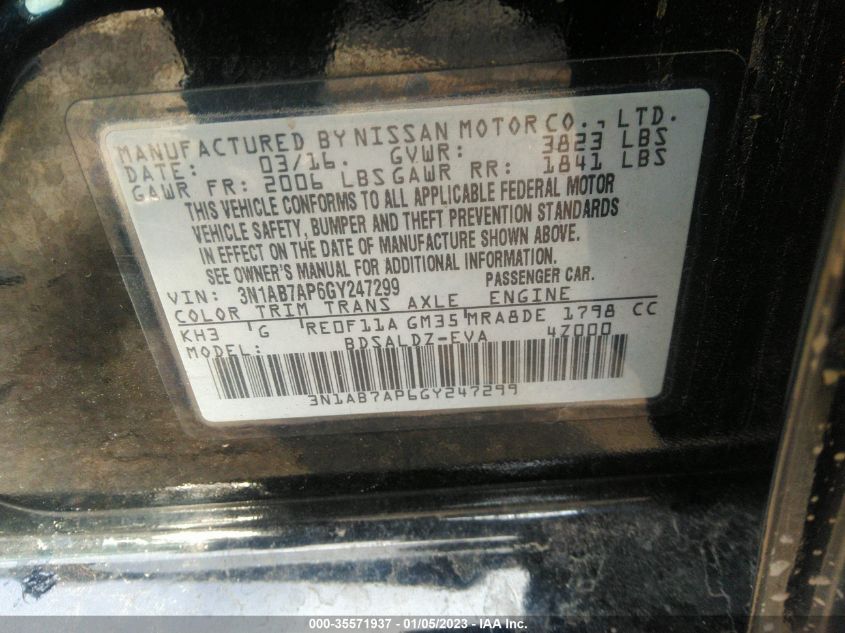 MANUFACTURED BY NISSAN MOTOR CO., LTD.
DATE: 03/16. GVWR: 3823 LBS
GAWR FR: 2006 LBS GAWR RR: 1841 LBS
THIS VEHICLE CONFORMS TO ALL APPLICABLE FEDERAL MOTOR
VEHICLE SAFETY, BUMPER AND THEFT PREVENTION STANDARDS
IN EFFECT ON THE DATE OF MANUFACTURE SHOWN ABOVE.
SEE OWNER'S MANUAL FOR ADDITIONAL INFORMATION.
VIN: 3N1AB7AP6GY247299 PASSENGER CAR.
COLOR TRIM TRANS AXLE ENGINE
KH3 G RE0F11A GM35 MRA8DE 1798 CC
MODEL: BDSALDZ-EVA 4Z000
3N1AB7AP6GY247299
000-35571937 - 01/05/2023 - IAA Inc.